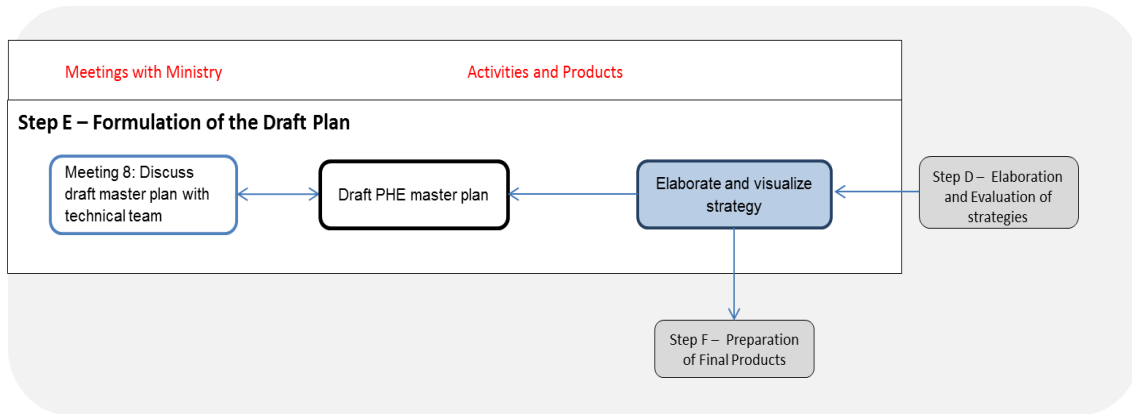 Meetings with Ministry
Activities and Products
Step E – Formulation of the Draft Plan
Meeting 8: Discuss
draft master plan with
technical team
Draft PHE master plan
Elaborate and visualize
strategy
Step D – Elaboration
and Evaluation of
strategies
Step F – Preparation
of Final Products